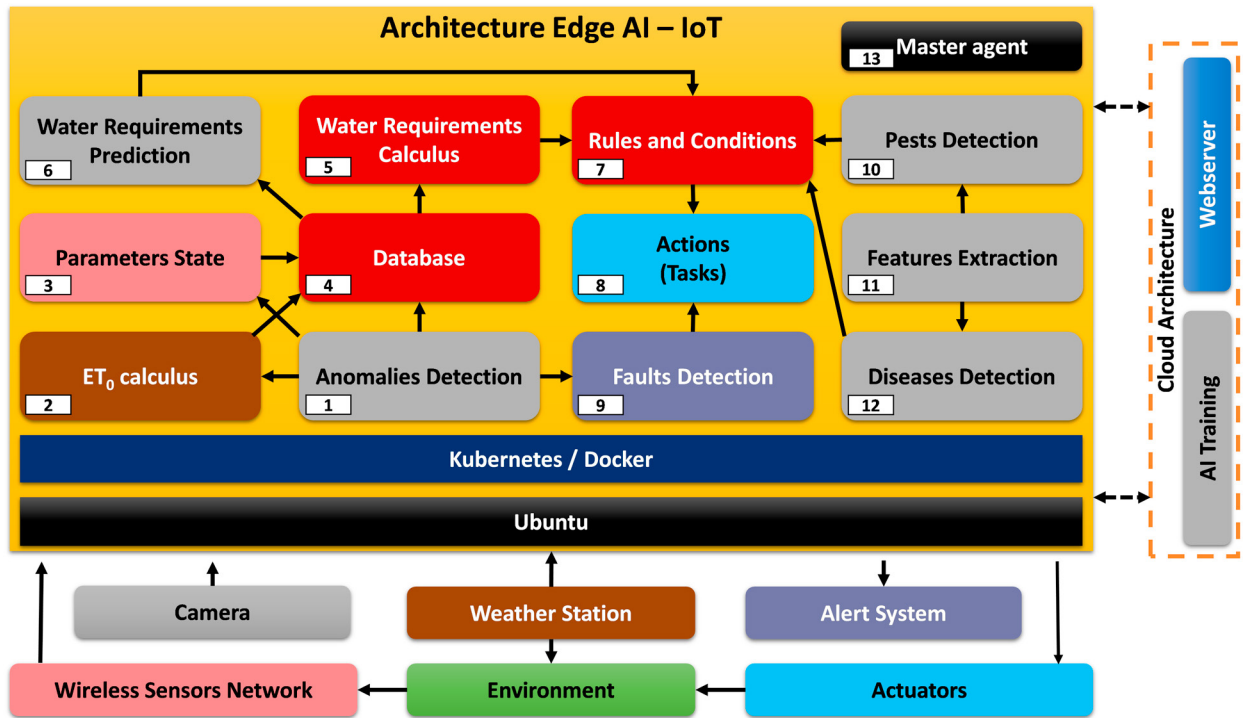 Architecture Edge AI – IoT
Master agent
13
Water Requirements
Prediction
6
Water Requirements
Calculus
5
Rules and Conditions
7
Pests Detection
10
Parameters State
3
Database
4
Actions
(Tasks)
8
Features Extraction
11
ET₀ calculus
2
Anomalies Detection
1
Faults Detection
9
Diseases Detection
12
Kubernetes / Docker
Ubuntu
Cloud Architecture
Webserver
AI Training
Camera
Weather Station
Alert System
Wireless Sensors Network
Environment
Actuators